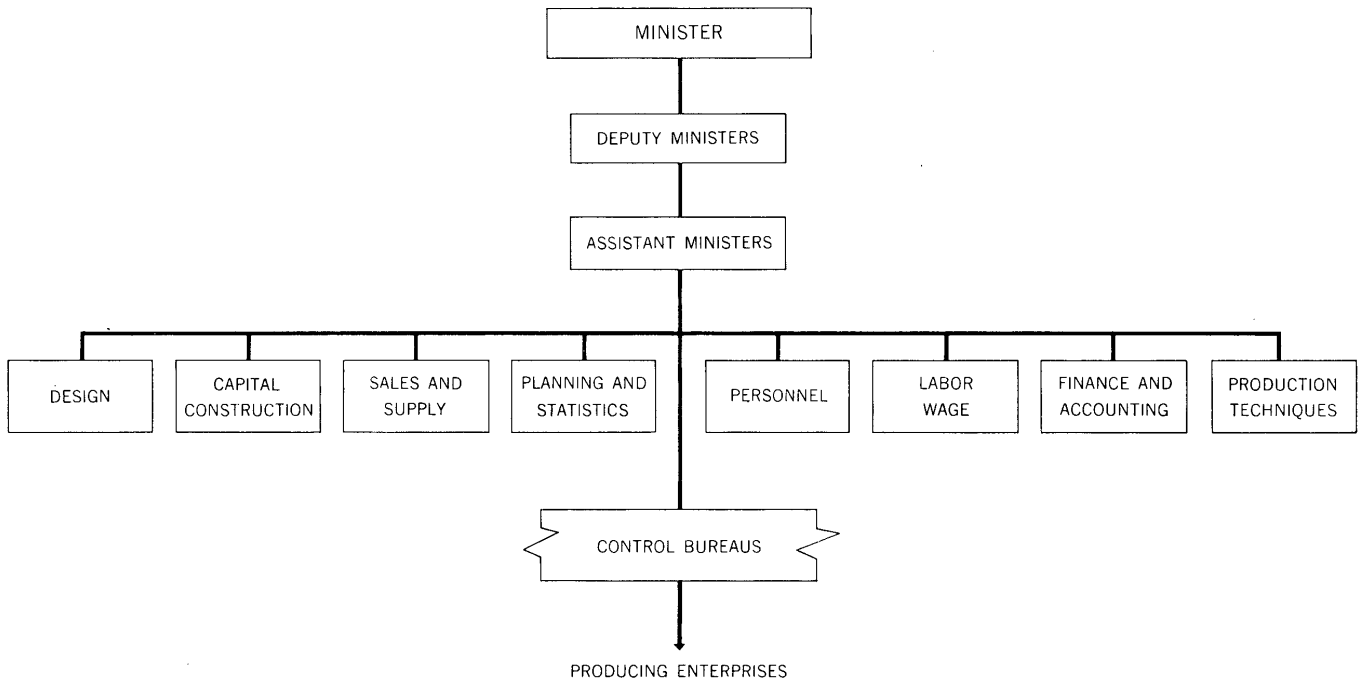 MINISTER
DEPUTY MINISTERS
ASSISTANT MINISTERS
DESIGN
CAPITAL
CONSTRUCTION
SALES AND
SUPPLY
PLANNING AND
STATISTICS
PERSONNEL
LABOR
WAGE
FINANCE AND
ACCOUNTING
PRODUCTION
TECHNIQUES
CONTROL BUREAUS
PRODUCING ENTERPRISES